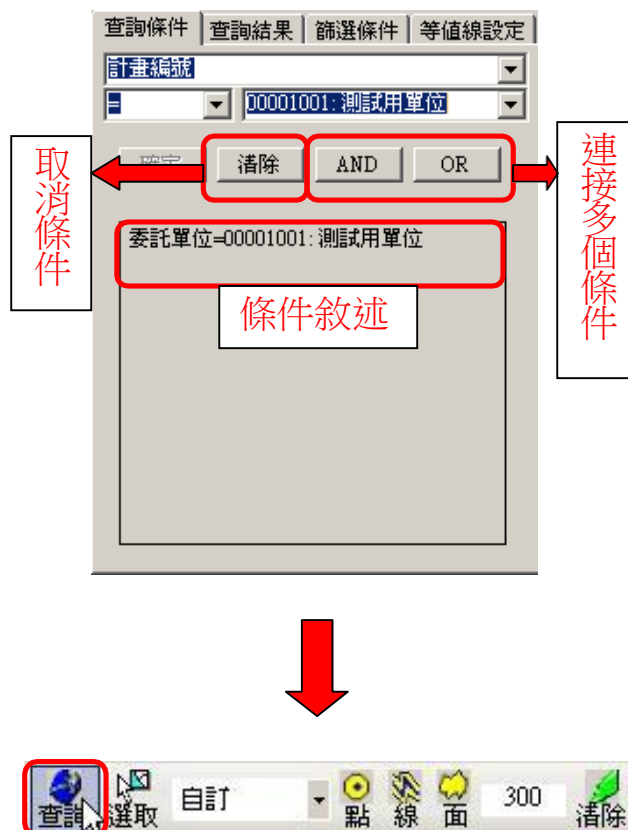 查詢條件 查詢結果 篩選條件 等值線設定
計畫編號
= 00001001:測試用單位
確定 清除 AND OR
取消條件
連接多個條件
委託單位=00001001:測試用單位
條件敘述
查詢 選取 自訂 點 線 面 300 清除